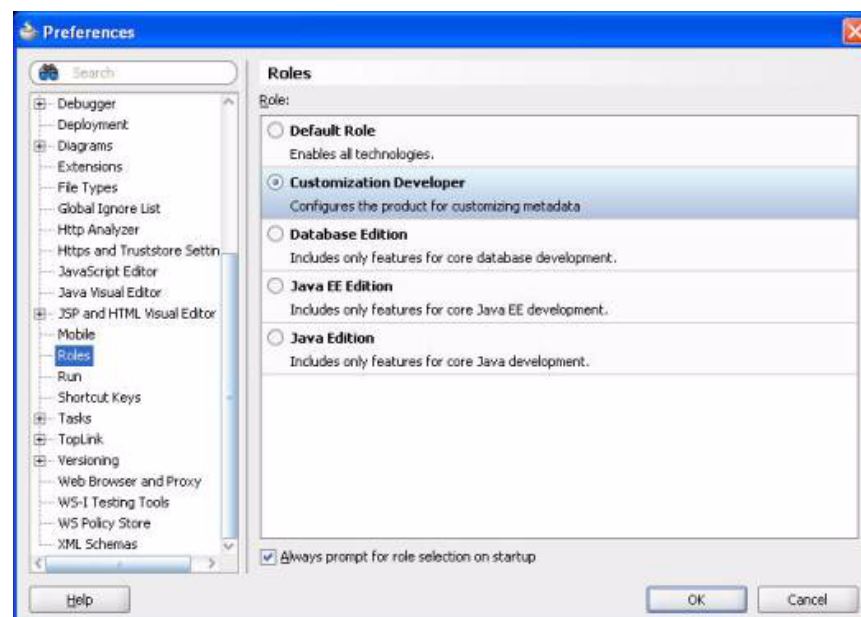 Preferences
Search
Debugger
Deployment
Diagrams
Extensions
File Types
Global Ignore List
Http Analyzer
Https and Truststore Settin
JavaScript Editor
Java Visual Editor
JSP and HTML Visual Editor
Mobile
Roles
Run
Shortcut Keys
Tasks
TopLink
Versioning
Web Browser and Proxy
WS-I Testing Tools
WS Policy Store
XML Schemas
Roles
Role:
Default Role
Enables all technologies.
Customization Developer
Configures the product for customizing metadata
Database Edition
Includes only features for core database development.
Java EE Edition
Includes only features for core Java EE development.
Java Edition
Includes only features for core Java development.
Always prompt for role selection on startup
Help
OK
Cancel